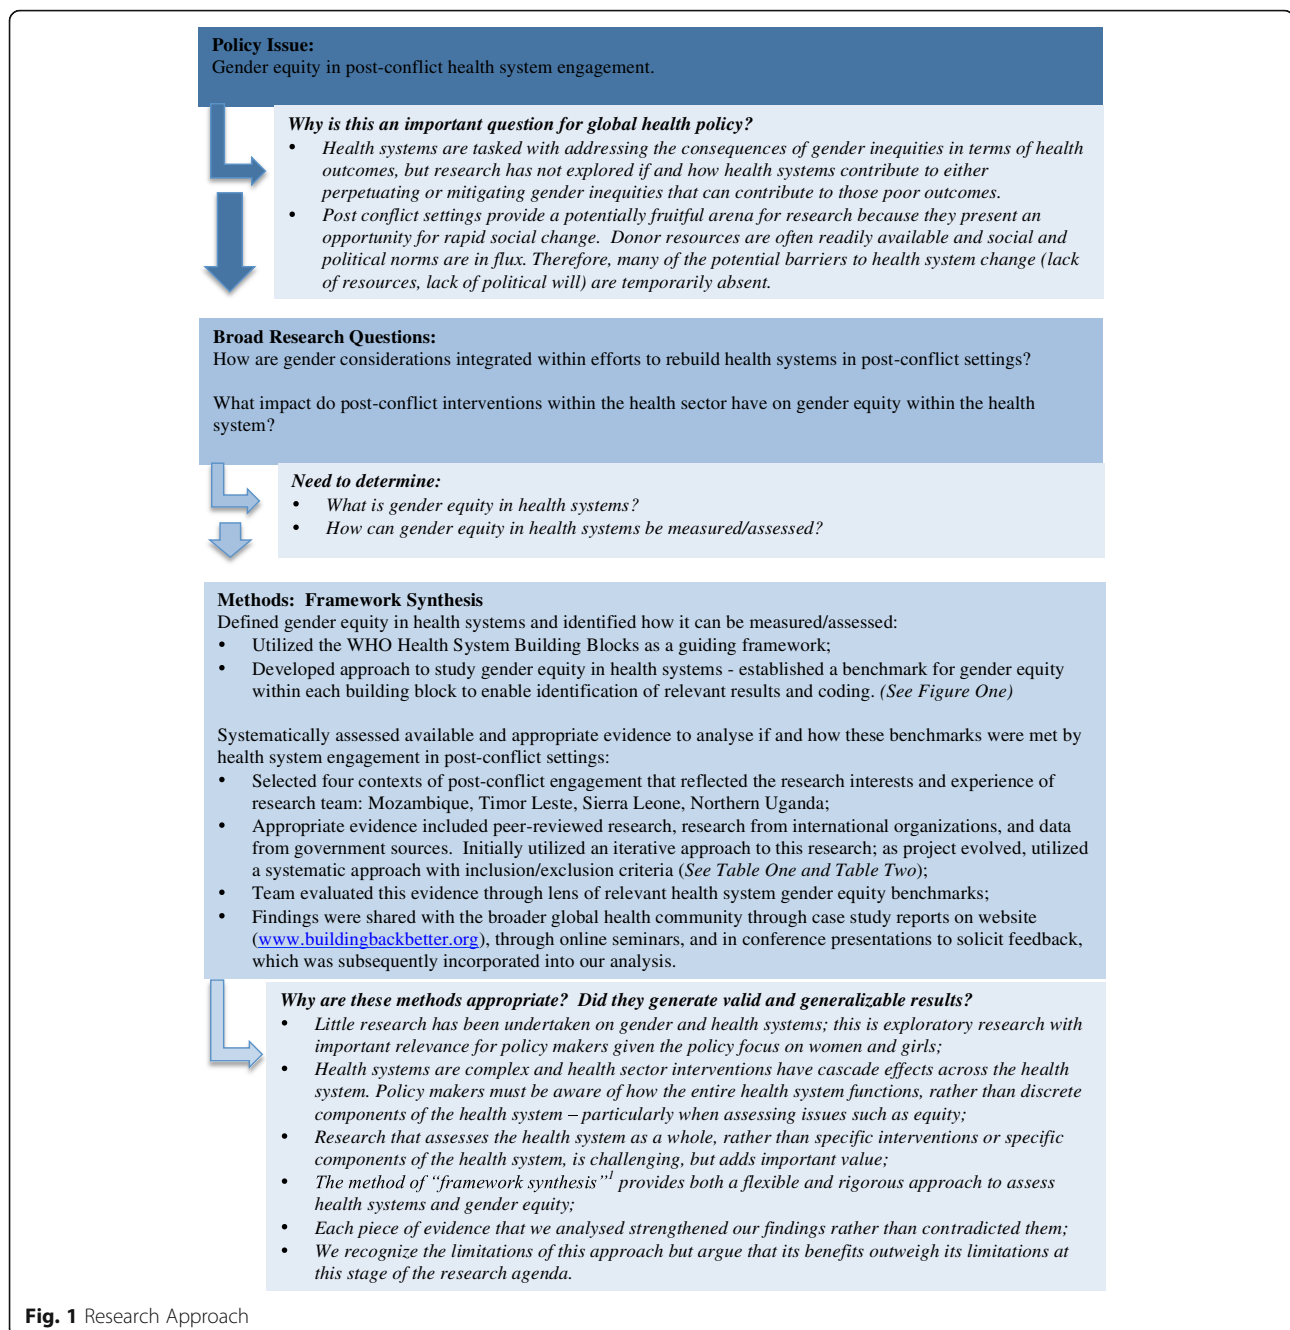 Policy Issue:
Gender equity in post-conflict health system engagement.
Why is this an important question for global health policy?
• Health systems are tasked with addressing the consequences of gender inequities in terms of health
outcomes, but research has not explored if and how health systems contribute to either
perpetuating or mitigating gender inequities that can contribute to those poor outcomes.
• Post conflict settings provide a potentially fruitful arena for research because they present an
opportunity for rapid social change. Donor resources are often readily available and social and
political norms are in flux. Therefore, many of the potential barriers to health system change (lack
of resources, lack of political will) are temporarily absent.
Broad Research Questions:
How are gender considerations integrated within efforts to rebuild health systems in post-conflict settings?
What impact do post-conflict interventions within the health sector have on gender equity within the health
system?
Need to determine:
• What is gender equity in health systems?
• How can gender equity in health systems be measured/assessed?
Methods: Framework Synthesis
Defined gender equity in health systems and identified how it can be measured/assessed:
• Utilized the WHO Health System Building Blocks as a guiding framework;
• Developed approach to study gender equity in health systems - established a benchmark for gender equity
within each building block to enable identification of relevant results and coding. (See Figure One)
Systematically assessed available and appropriate evidence to analyse if and how these benchmarks were met by
health system engagement in post-conflict settings:
• Selected four contexts of post-conflict engagement that reflected the research interests and experience of
research team: Mozambique, Timor Leste, Sierra Leone, Northern Uganda;
• Appropriate evidence included peer-reviewed research, research from international organizations, and data
from government sources. Initially utilized an iterative approach to this research; as project evolved, utilized
a systematic approach with inclusion/exclusion criteria (See Table One and Table Two);
• Team evaluated this evidence through lens of relevant health system gender equity benchmarks;
• Findings were shared with the broader global health community through case study reports on website
(www.buildingbackbetter.org), through online seminars, and in conference presentations to solicit feedback,
which was subsequently incorporated into our analysis.
Why are these methods appropriate? Did they generate valid and generalizable results?
• Little research has been undertaken on gender and health systems; this is exploratory research with
important relevance for policy makers given the policy focus on women and girls;
• Health systems are complex and health sector interventions have cascade effects across the health
system. Policy makers must be aware of how the entire health system functions, rather than discrete
components of the health system – particularly when assessing issues such as equity;
• Research that assesses the health system as a whole, rather than specific interventions or specific
components of the health system, is challenging, but adds important value;
• The method of “framework synthesis”1 provides both a flexible and rigorous approach to assess
health systems and gender equity;
• Each piece of evidence that we analysed strengthened our findings rather than contradicted them;
• We recognize the limitations of this approach but argue that its benefits outweigh its limitations at
this stage of the research agenda.
Fig. 1 Research Approach